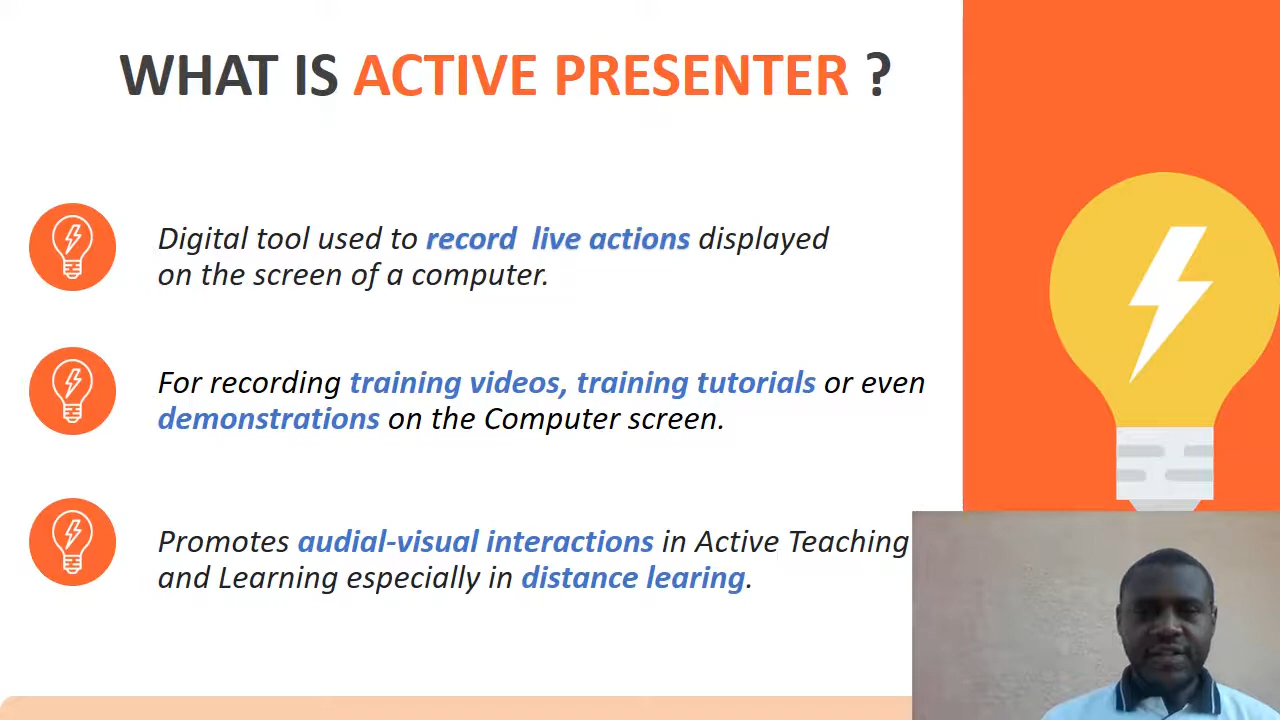 WHAT IS ACTIVE PRESENTER ?
Digital tool used to record live actions displayed
on the screen of a computer.
For recording training videos, training tutorials or even
demonstrations on the Computer screen.
Promotes audial-visual interactions in Active Teaching
and Learning especially in distance learing.